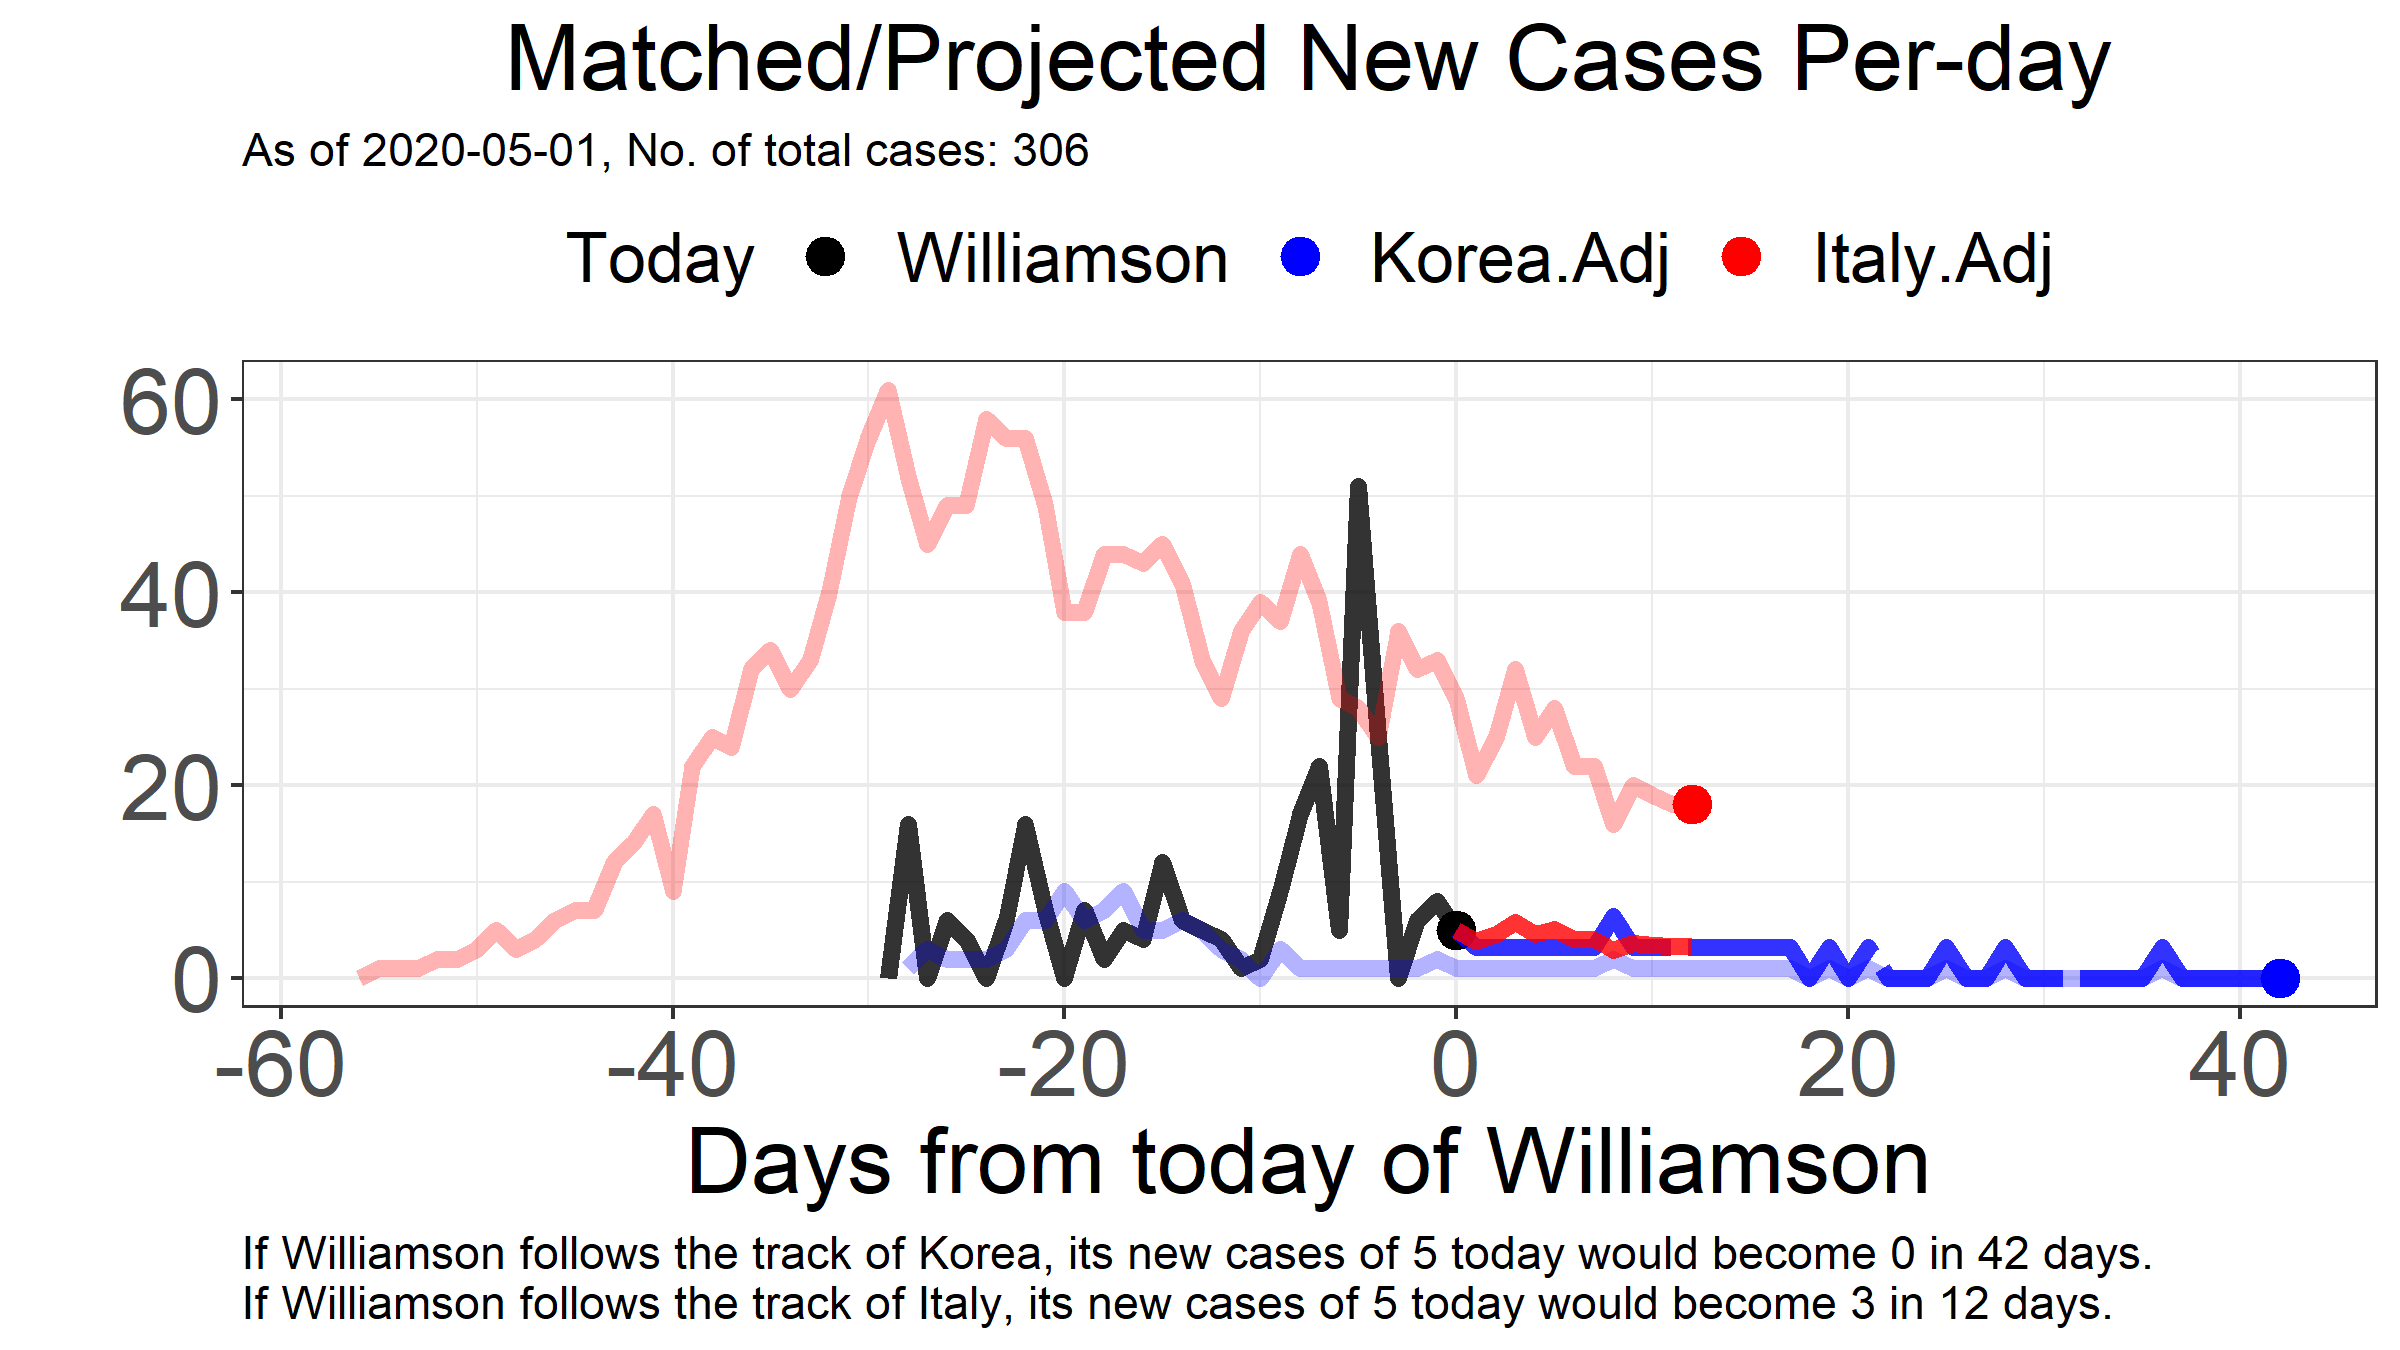 Matched/Projected New Cases Per-day
As of 2020-05-01, No. of total cases: 306
Today Williamson Korea.Adj Italy.Adj
60
40
20
0
-60 -40 -20 0 20 40
Days from today of Williamson
If Williamson follows the track of Korea, its new cases of 5 today would become 0 in 42 days.
If Williamson follows the track of Italy, its new cases of 5 today would become 3 in 12 days.